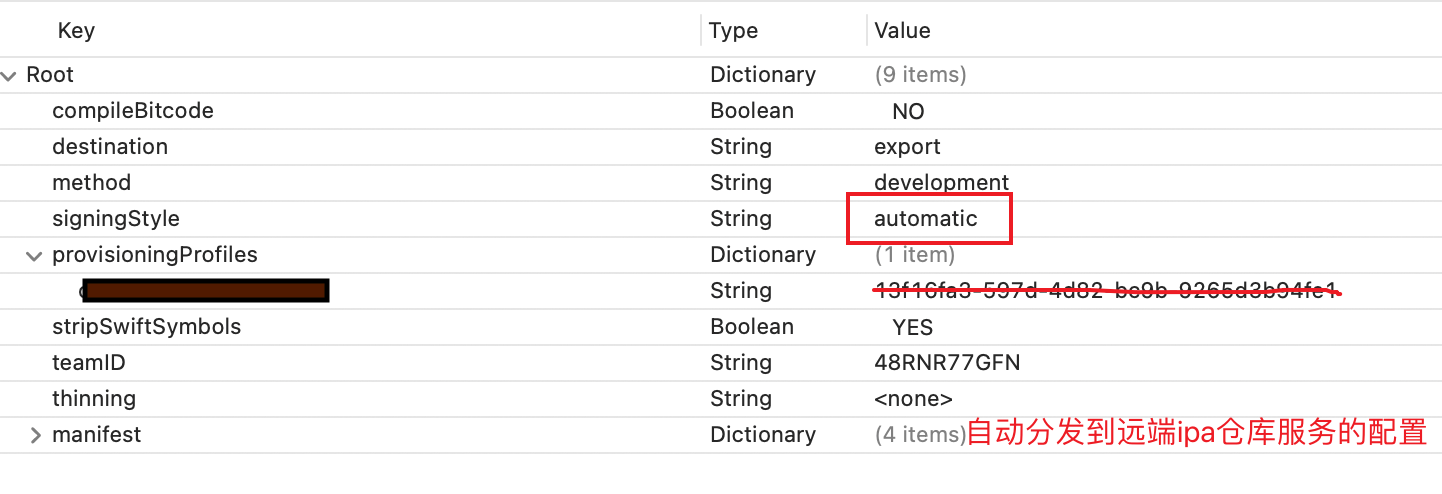 Key Type Value
Root Dictionary (9 items)
compileBitcode Boolean NO
destination String export
method String development
signingStyle String automatic
provisioningProfiles Dictionary (1 item)
String 13f16fa3-597d-4d82-bc9b-9265d3b94fe1
stripSwiftSymbols Boolean YES
teamID String 48RNR77GFN
thinning String <none>
manifest Dictionary (4 items)自动分发到远端ipa仓库服务的配置